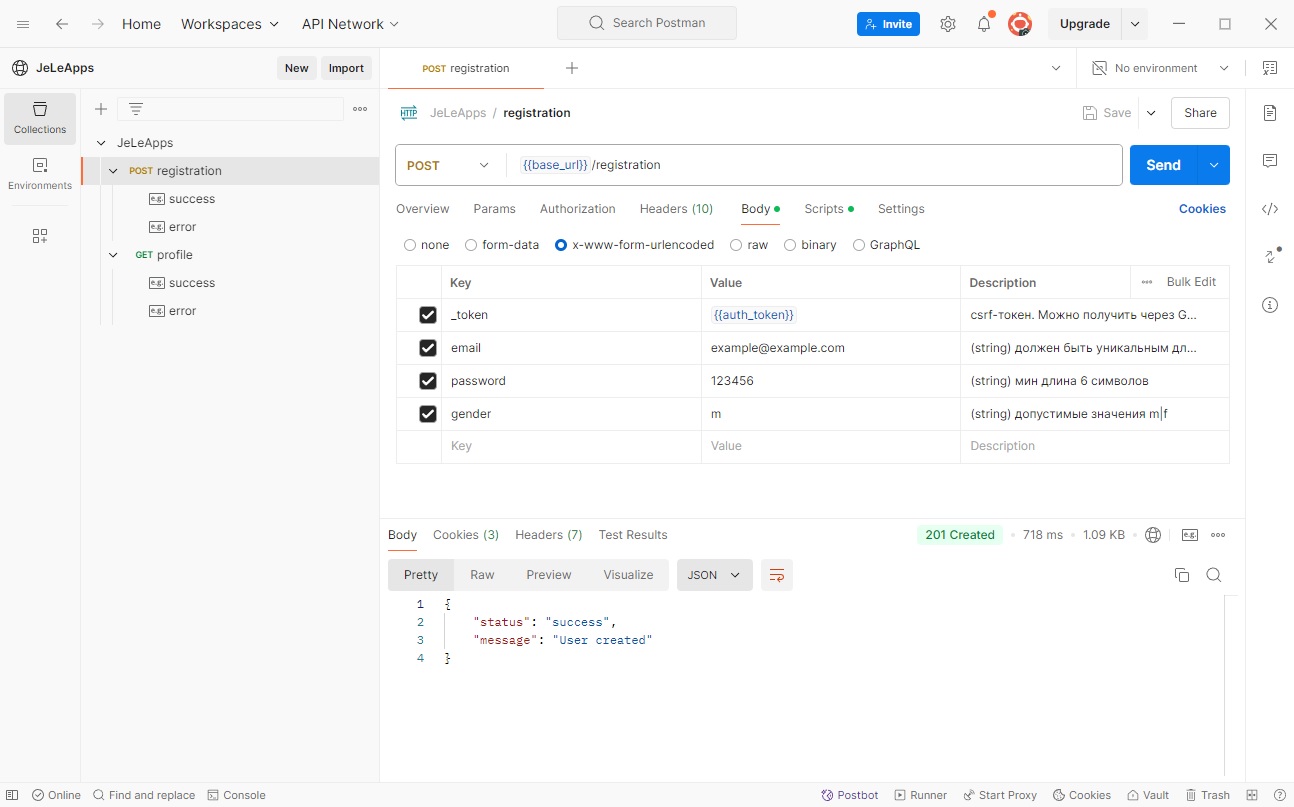 Home Workspaces API Network Search Postman Invite Upgrade
JeLeApps New Import POST registration No environment
Collections
Environments
JeLeApps
POST registration
e.g. success
e.g. error
GET profile
e.g. success
e.g. error
HTTP JeLeApps / registration Save Share
POST {{base_url}}/registration Send
Overview Params Authorization Headers (10) Body Scripts Settings Cookies
none form-data x-www-form-urlencoded raw binary GraphQL
Key Value Description Bulk Edit
_token {{auth_token}} csrf-токен. Можно получить через G...
email example@example.com (string) должен быть уникальным дл...
password 123456 (string) мин длина 6 символов
gender m (string) допустимые значения m|f
Key Value Description
Body Cookies (3) Headers (7) Test Results 201 Created 718 ms 1.09 KB e.g.
Pretty Raw Preview Visualize JSON
1 {
2 "status": "success",
3 "message": "User created"
4 }
Online Find and replace Console Postbot Runner Start Proxy Cookies Vault Trash